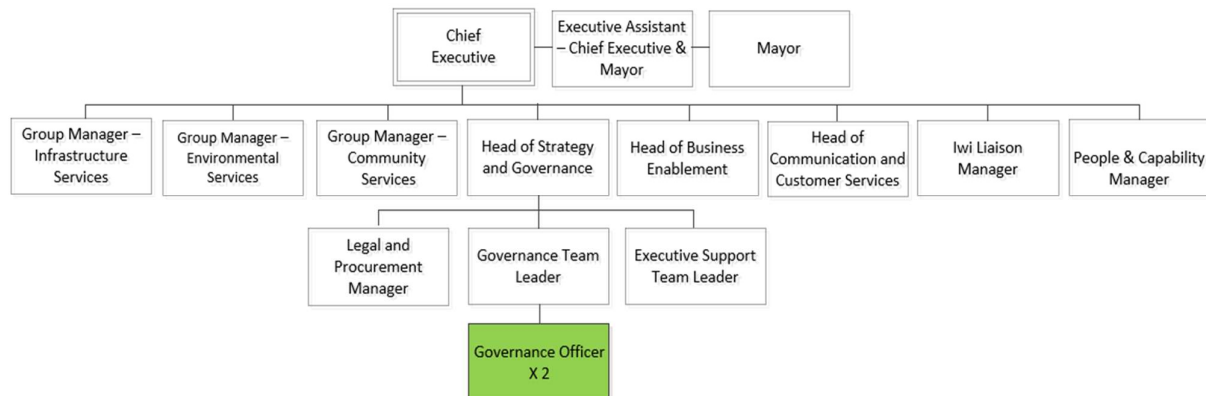 Chief
Executive
Executive Assistant
– Chief Executive &
Mayor
Mayor
Group Manager –
Infrastructure
Services
Group Manager –
Environmental
Services
Group Manager –
Community
Services
Head of Strategy
and Governance
Head of Business
Enablement
Head of
Communication and
Customer Services
Iwi Liaison
Manager
People & Capability
Manager
Legal and
Procurement
Manager
Governance Team
Leader
Executive Support
Team Leader
Governance Officer
X 2